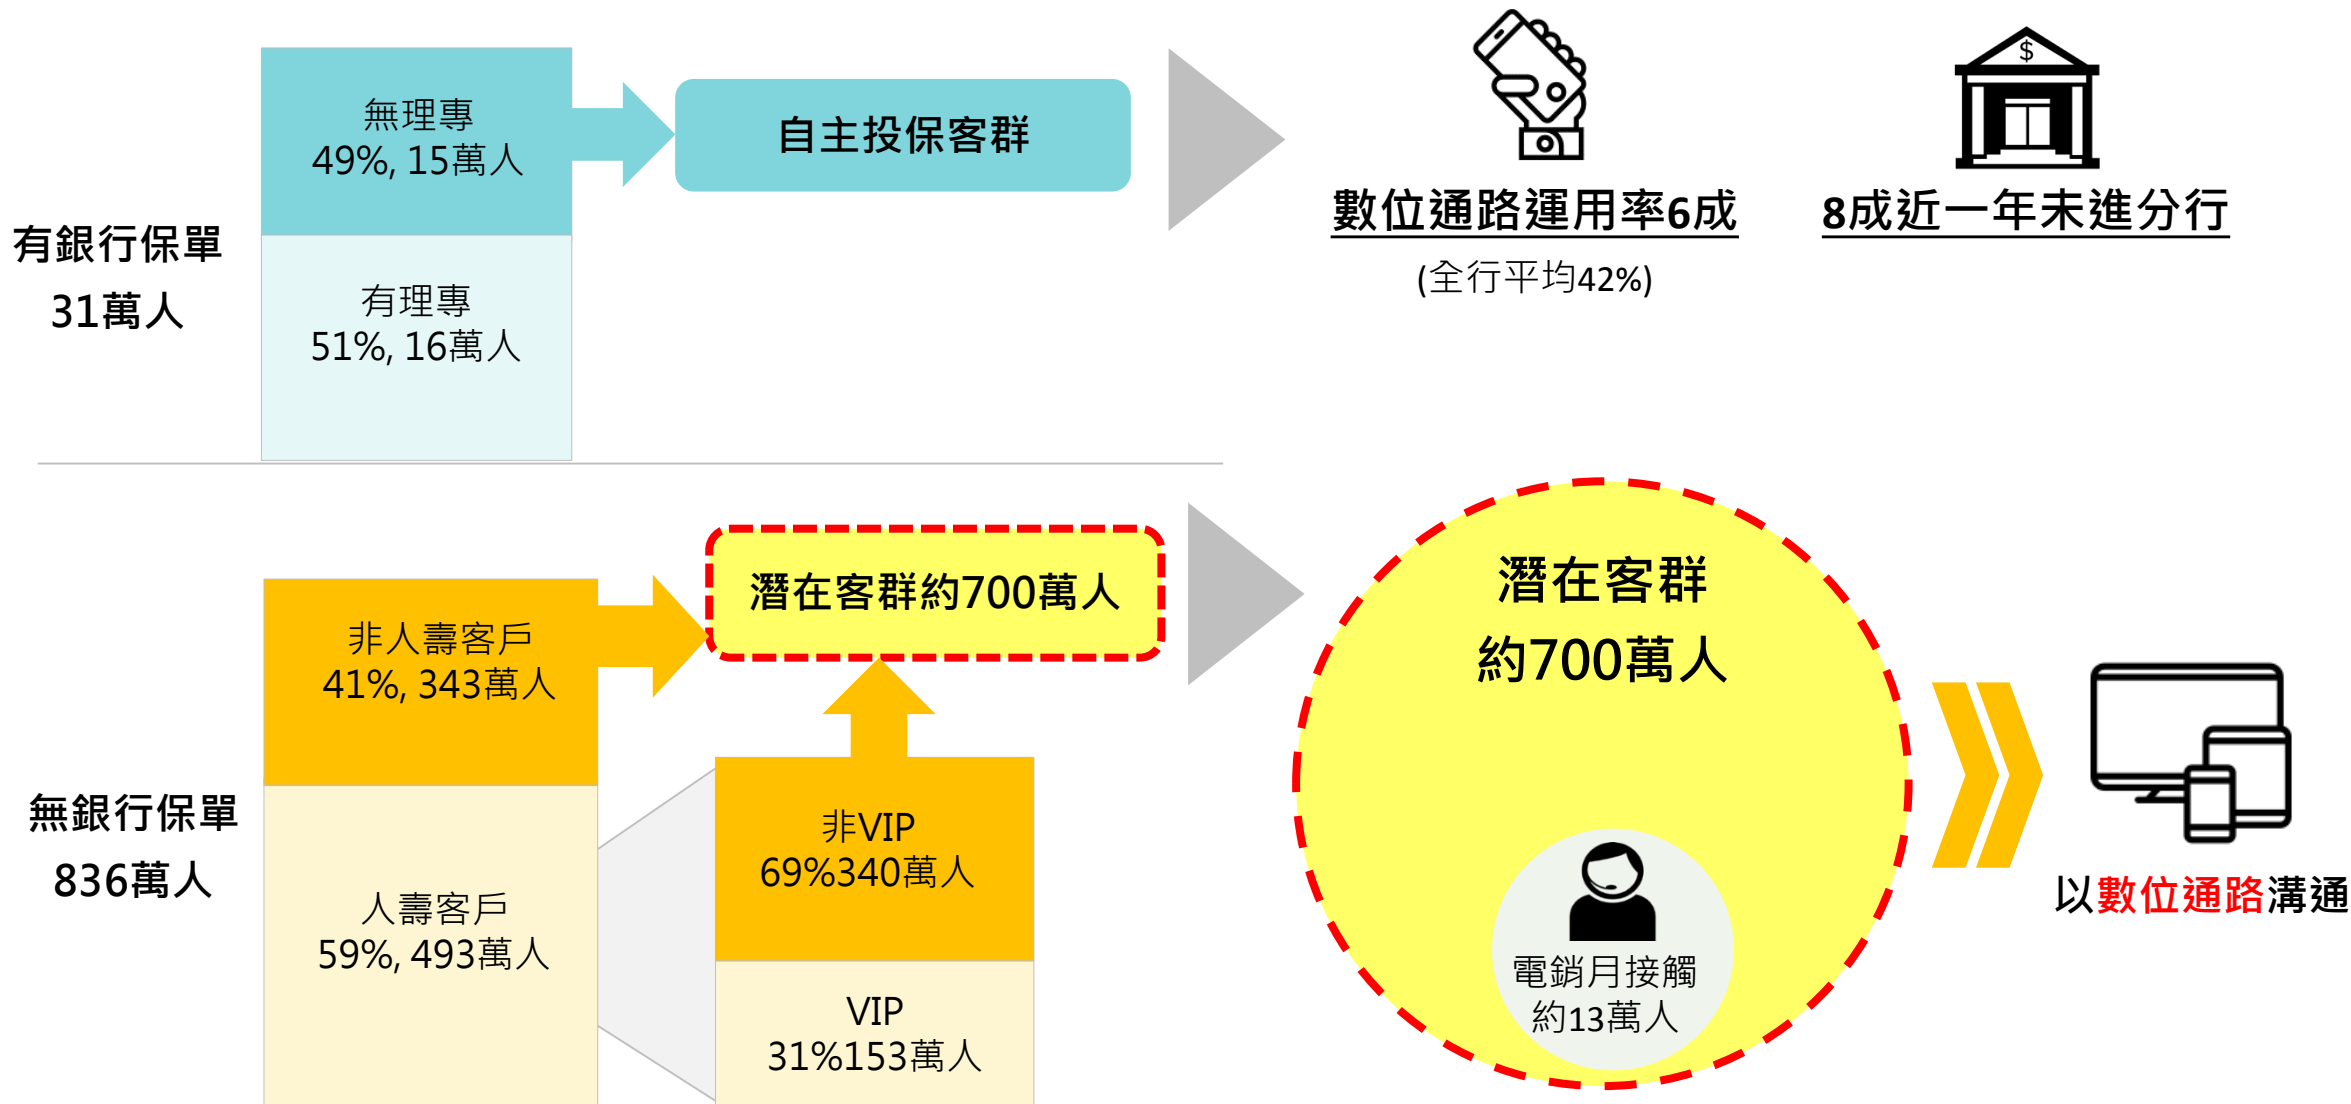 有銀行保單
31萬人
無理專
49%, 15萬人
有理專
51%, 16萬人
自主投保客群
數位通路運用率6成
(全行平均42%)
$
8成近一年未進分行
無銀行保單
836萬人
非人壽客戶
41%, 343萬人
人壽客戶
59%, 493萬人
潛在客群約700萬人
非VIP
69%340萬人
VIP
31%153萬人
潛在客群
約700萬人
電銷月接觸
約13萬人
以數位通路溝通